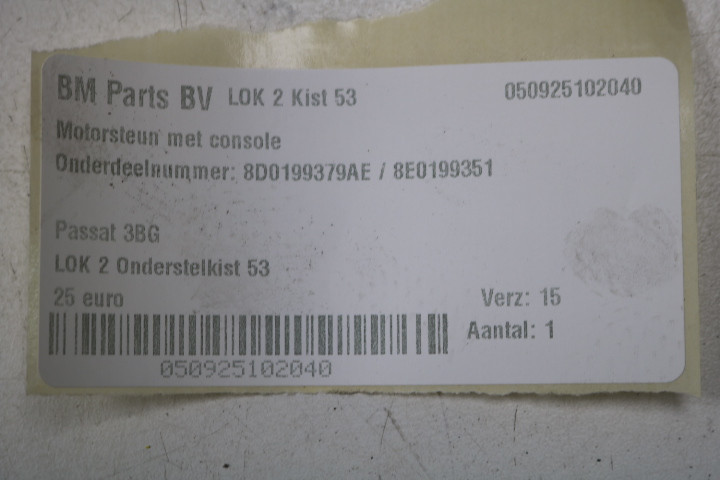 BM Parts BV LOK 2 Kist 53 050925102040
Motorsteun met console
Onderdeelnummer: 8D0199379AE / 8E0199351
Passat 3BG
LOK 2 Onderstelkist 53
25 euro Verz: 15
Aantal: 1
050925102040